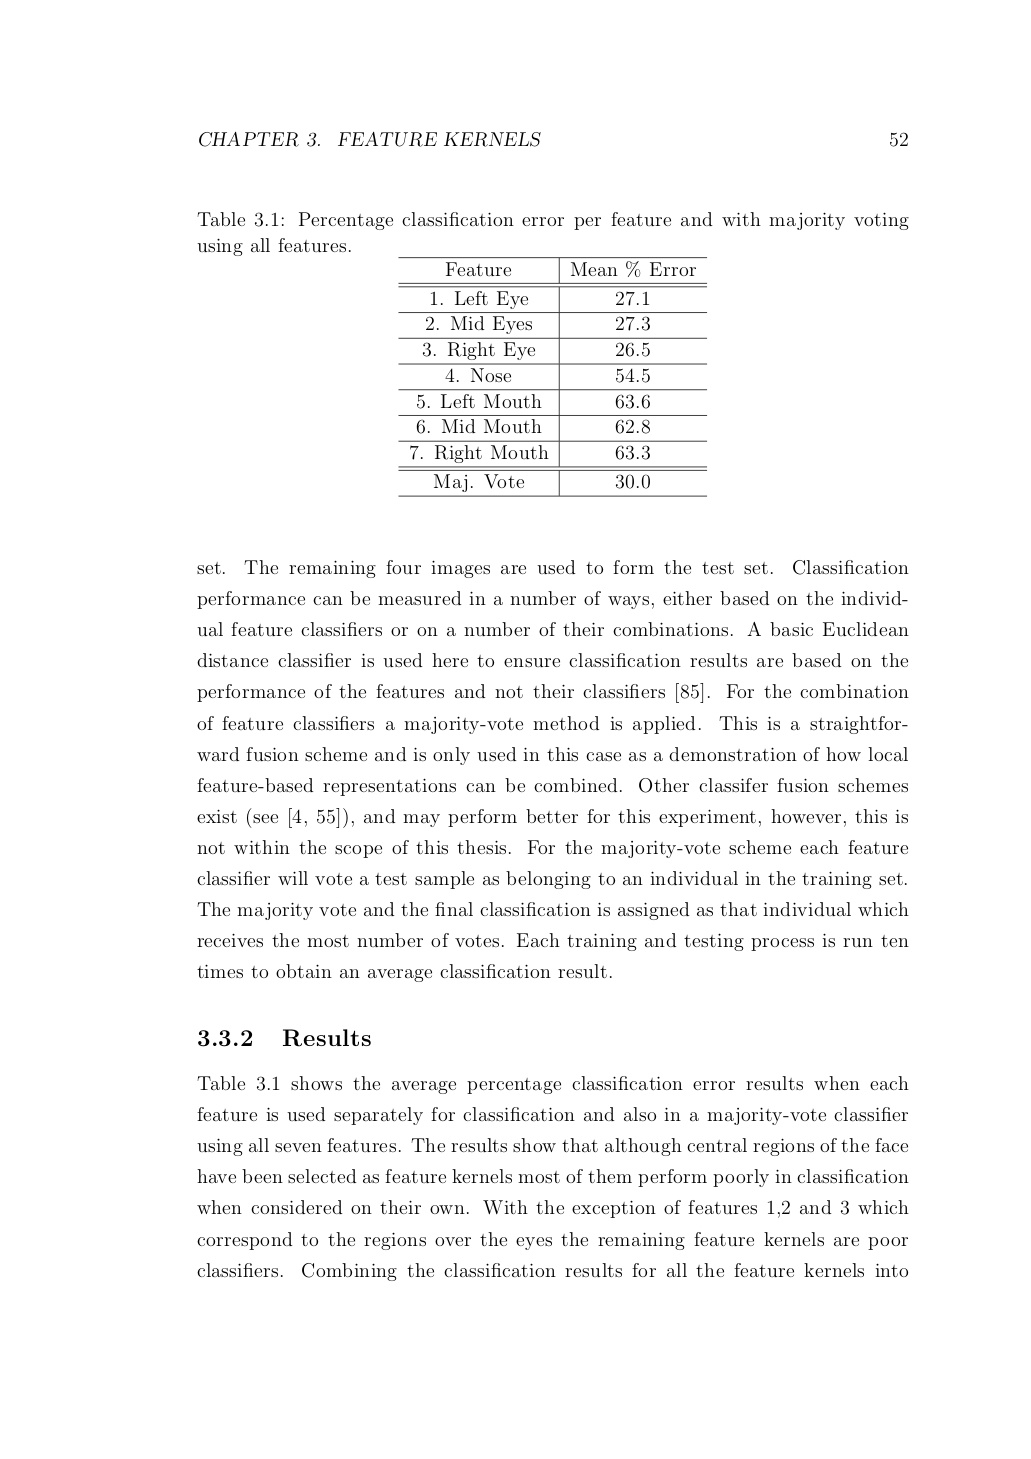 CHAPTER 3. FEATURE KERNELS 52
Table 3.1: Percentage classification error per feature and with majority voting
using all features.
Feature Mean % Error
1. Left Eye 27.1
2. Mid Eyes 27.3
3. Right Eye 26.5
4. Nose 54.5
5. Left Mouth 63.6
6. Mid Mouth 62.8
7. Right Mouth 63.3
Maj. Vote 30.0
set. The remaining four images are used to form the test set. Classification
performance can be measured in a number of ways, either based on the individ-
ual feature classifiers or on a number of their combinations. A basic Euclidean
distance classifier is used here to ensure classification results are based on the
performance of the features and not their classifiers [85]. For the combination
of feature classifiers a majority-vote method is applied. This is a straightfor-
ward fusion scheme and is only used in this case as a demonstration of how local
feature-based representations can be combined. Other classifer fusion schemes
exist (see [4, 55]), and may perform better for this experiment, however, this is
not within the scope of this thesis. For the majority-vote scheme each feature
classifier will vote a test sample as belonging to an individual in the training set.
The majority vote and the final classification is assigned as that individual which
receives the most number of votes. Each training and testing process is run ten
times to obtain an average classification result.
3.3.2 Results
Table 3.1 shows the average percentage classification error results when each
feature is used separately for classification and also in a majority-vote classifier
using all seven features. The results show that although central regions of the face
have been selected as feature kernels most of them perform poorly in classification
when considered on their own. With the exception of features 1,2 and 3 which
correspond to the regions over the eyes the remaining feature kernels are poor
classifiers. Combining the classification results for all the feature kernels into